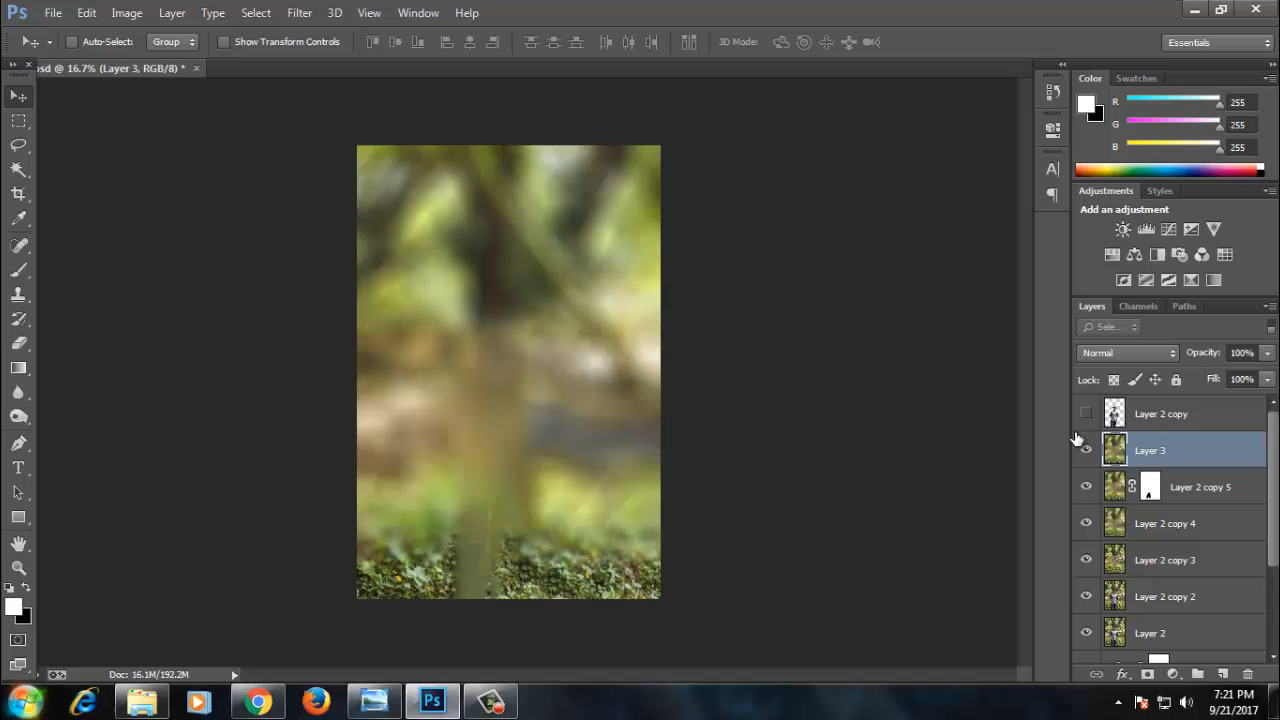 Ps File Edit Image Layer Type Select Filter 3D View Window Help
Auto-Select: Group Show Transform Controls 3D Mode: Essentials
sd @ 16.7% (Layer 3, RGB/8) * ×
Color Swatches
R 255
G 255
B 255
Adjustments Styles
Add an adjustment
Layers Channels Paths
Sele...
Normal Opacity: 100%
Lock: Fill: 100%
Layer 2 copy
Layer 3
Layer 2 copy 5
Layer 2 copy 4
Layer 2 copy 3
Layer 2 copy 2
Layer 2
Doc: 16.1M/192.2M
Ps
7:21 PM
9/21/2017